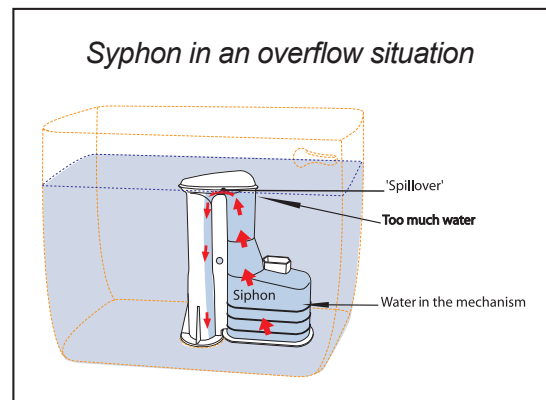 Syphon in an overflow situation
'Spillover'
Too much water
Siphon
Water in the mechanism